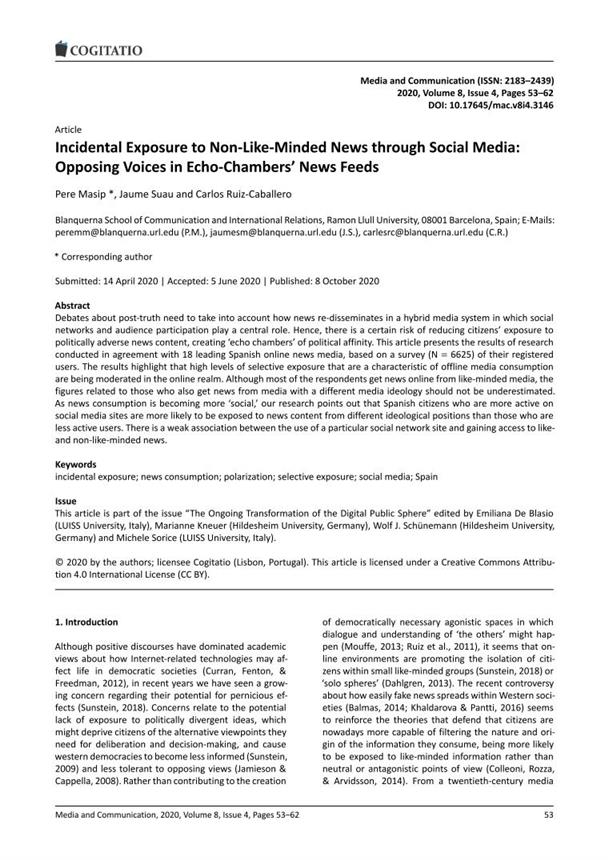 COGITATIO
Media and Communication (ISSN: 2183–2439)
2020, Volume 8, Issue 4, Pages 53–62
DOI: 10.17645/mac.v8i4.3146
Article
Incidental Exposure to Non-Like-Minded News through Social Media:
Opposing Voices in Echo-Chambers’ News Feeds
Pere Masip *, Jaume Suau and Carlos Ruiz-Caballero
Blanquerna School of Communication and International Relations, Ramon Llull University, 08001 Barcelona, Spain; E-Mails:
peremm@blanquerna.url.edu (P.M.), jaumesm@blanquerna.url.edu (J.S.), carlesrc@blanquerna.url.edu (C.R.)
* Corresponding author
Submitted: 14 April 2020 | Accepted: 5 June 2020 | Published: 8 October 2020
Abstract
Debates about post-truth need to take into account how news re-disseminates in a hybrid media system in which social
networks and audience participation play a central role. Hence, there is a certain risk of reducing citizens’ exposure to
politically adverse news content, creating ‘echo chambers’ of political affinity. This article presents the results of research
conducted in agreement with 18 leading Spanish online news media, based on a survey (N = 6625) of their registered
users. The results highlight that high levels of selective exposure that are a characteristic of offline media consumption
are being moderated in the online realm. Although most of the respondents get news online from like-minded media, the
figures related to those who also get news from media with a different media ideology should not be underestimated.
As news consumption is becoming more ‘social,’ our research points out that Spanish citizens who are more active on
social media sites are more likely to be exposed to news content from different ideological positions than those who are
less active users. There is a weak association between the use of a particular social network site and gaining access to like-
and non-like-minded news.
Keywords
incidental exposure; news consumption; polarization; selective exposure; social media; Spain
Issue
This article is part of the issue “The Ongoing Transformation of the Digital Public Sphere” edited by Emiliana De Blasio
(LUISS University, Italy), Marianne Kneuer (Hildesheim University, Germany), Wolf J. Schünemann (Hildesheim University,
Germany) and Michele Sorice (LUISS University, Italy).
© 2020 by the authors; licensee Cogitatio (Lisbon, Portugal). This article is licensed under a Creative Commons Attribu-
tion 4.0 International License (CC BY).
1. Introduction
Although positive discourses have dominated academic
views about how Internet-related technologies may af-
fect life in democratic societies (Curran, Fenton, &
Freedman, 2012), in recent years we have seen a grow-
ing concern regarding their potential for pernicious ef-
fects (Sunstein, 2018). Concerns relate to the potential
lack of exposure to politically divergent ideas, which
might deprive citizens of the alternative viewpoints they
need for deliberation and decision-making, and cause
western democracies to become less informed (Sunstein,
2009) and less tolerant to opposing views (Jamieson &
Cappella, 2008). Rather than contributing to the creation
of democratically necessary agonistic spaces in which
dialogue and understanding of ‘the others’ might hap-
pen (Mouffe, 2013; Ruiz et al., 2011), it seems that on-
line environments are promoting the isolation of citi-
zens within small like-minded groups (Sunstein, 2018) or
‘solo spheres’ (Dahlgren, 2013). The recent controversy
about how easily fake news spreads within Western soci-
eties (Balmas, 2014; Khaldarova & Pantti, 2016) seems
to reinforce the theories that defend that citizens are
nowadays more capable of filtering the nature and ori-
gin of the information they consume, being more likely
to be exposed to like-minded information rather than
neutral or antagonistic points of view (Colleoni, Rozza,
& Arvidsson, 2014). From a twentieth-century media
Media and Communication, 2020, Volume 8, Issue 4, Pages 53–62
53